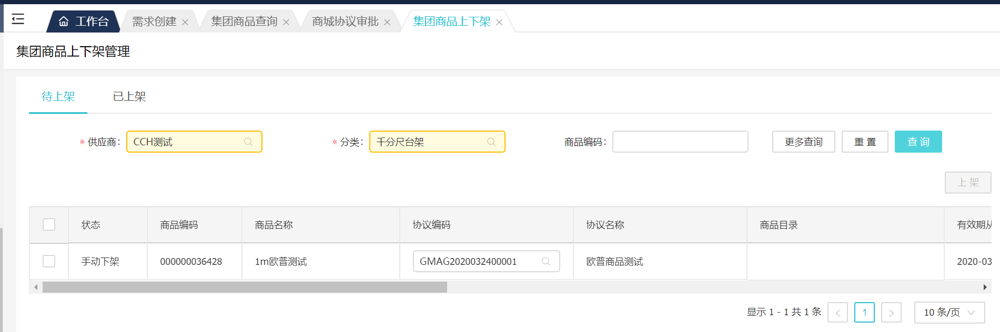 工作台 需求创建 集团商品查询 商城协议审批 集团商品上下架
集团商品上下架管理
待上架 已上架
* 供应商: CCH测试 * 分类: 千分尺台架 商品编码: 更多查询 重 置 查 询
上 架
状态 商品编码 商品名称 协议编码 协议名称 商品目录 有效期从
手动下架 000000036428 1m欧普测试 GMAG2020032400001 欧普商品测试 2020-03
显示 1 - 1 共 1 条 < 1 > 10 条/页